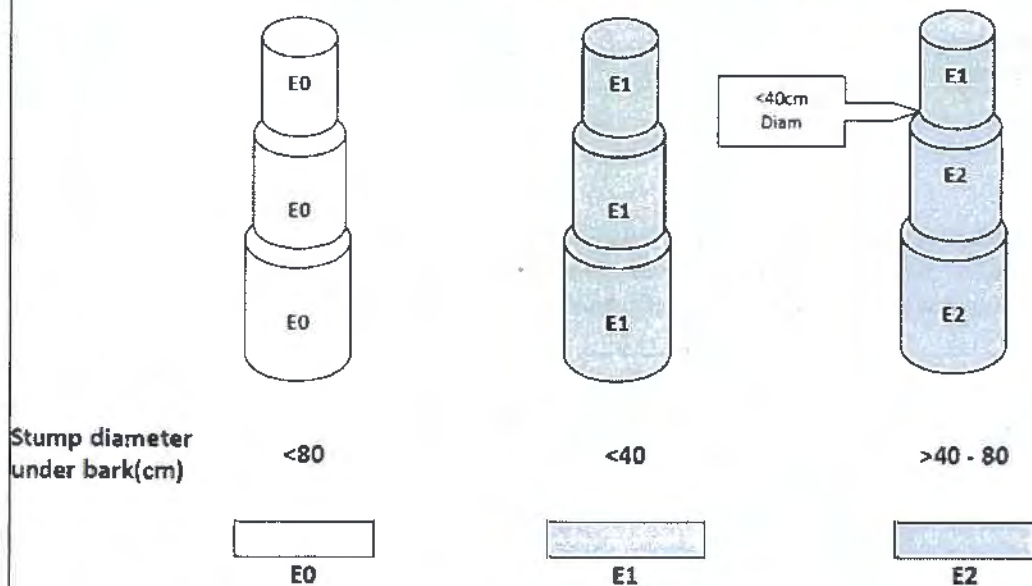 E0
E1
E1
<40cm
Diam
E0
E1
E2
E0
E1
E2
Stump diameter
under bark(cm)
<80
<40
>40 - 80
E0
E1
E2